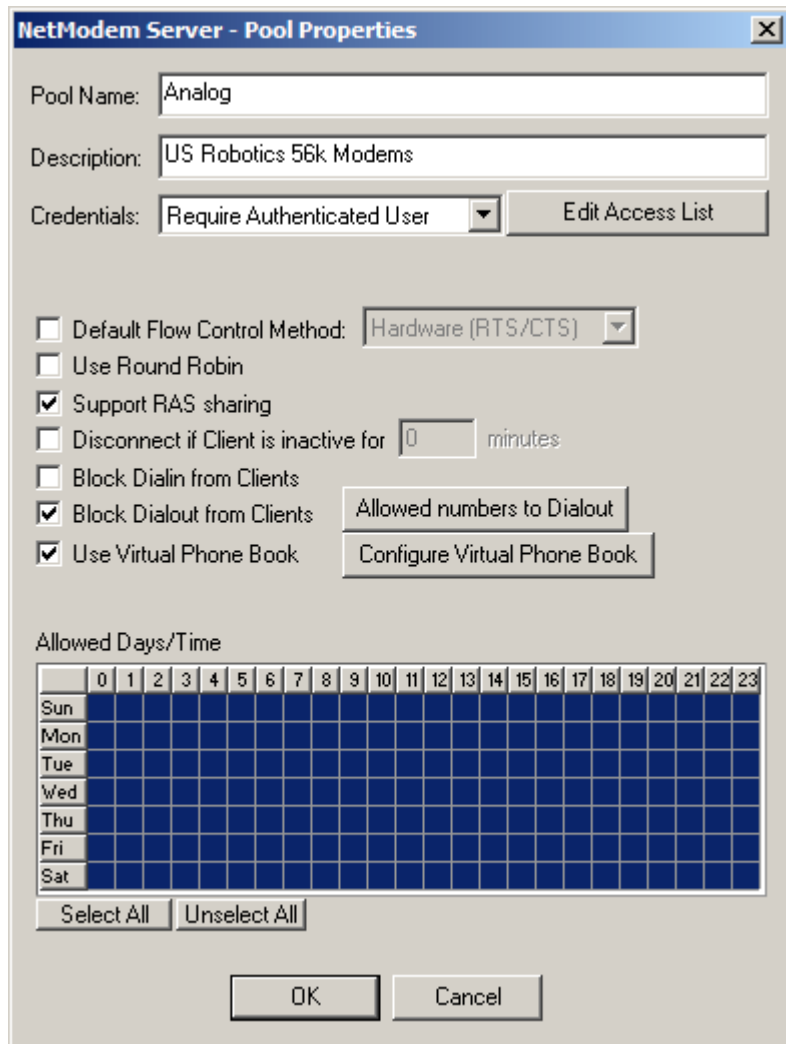 NetModem Server - Pool Properties
Pool Name: Analog
Description: US Robotics 56k Modems
Credentials: Require Authenticated User Edit Access List
Default Flow Control Method: Hardware (RTS/CTS)
Use Round Robin
Support RAS sharing
Disconnect if Client is inactive for 0 minutes
Block Dialin from Clients
Block Dialout from Clients Allowed numbers to Dialout
Use Virtual Phone Book Configure Virtual Phone Book
Allowed Days/Time
0 1 2 3 4 5 6 7 8 9 10 11 12 13 14 15 16 17 18 19 20 21 22 23
Sun
Mon
Tue
Wed
Thu
Fri
Sat
Select All Unselect All
OK Cancel